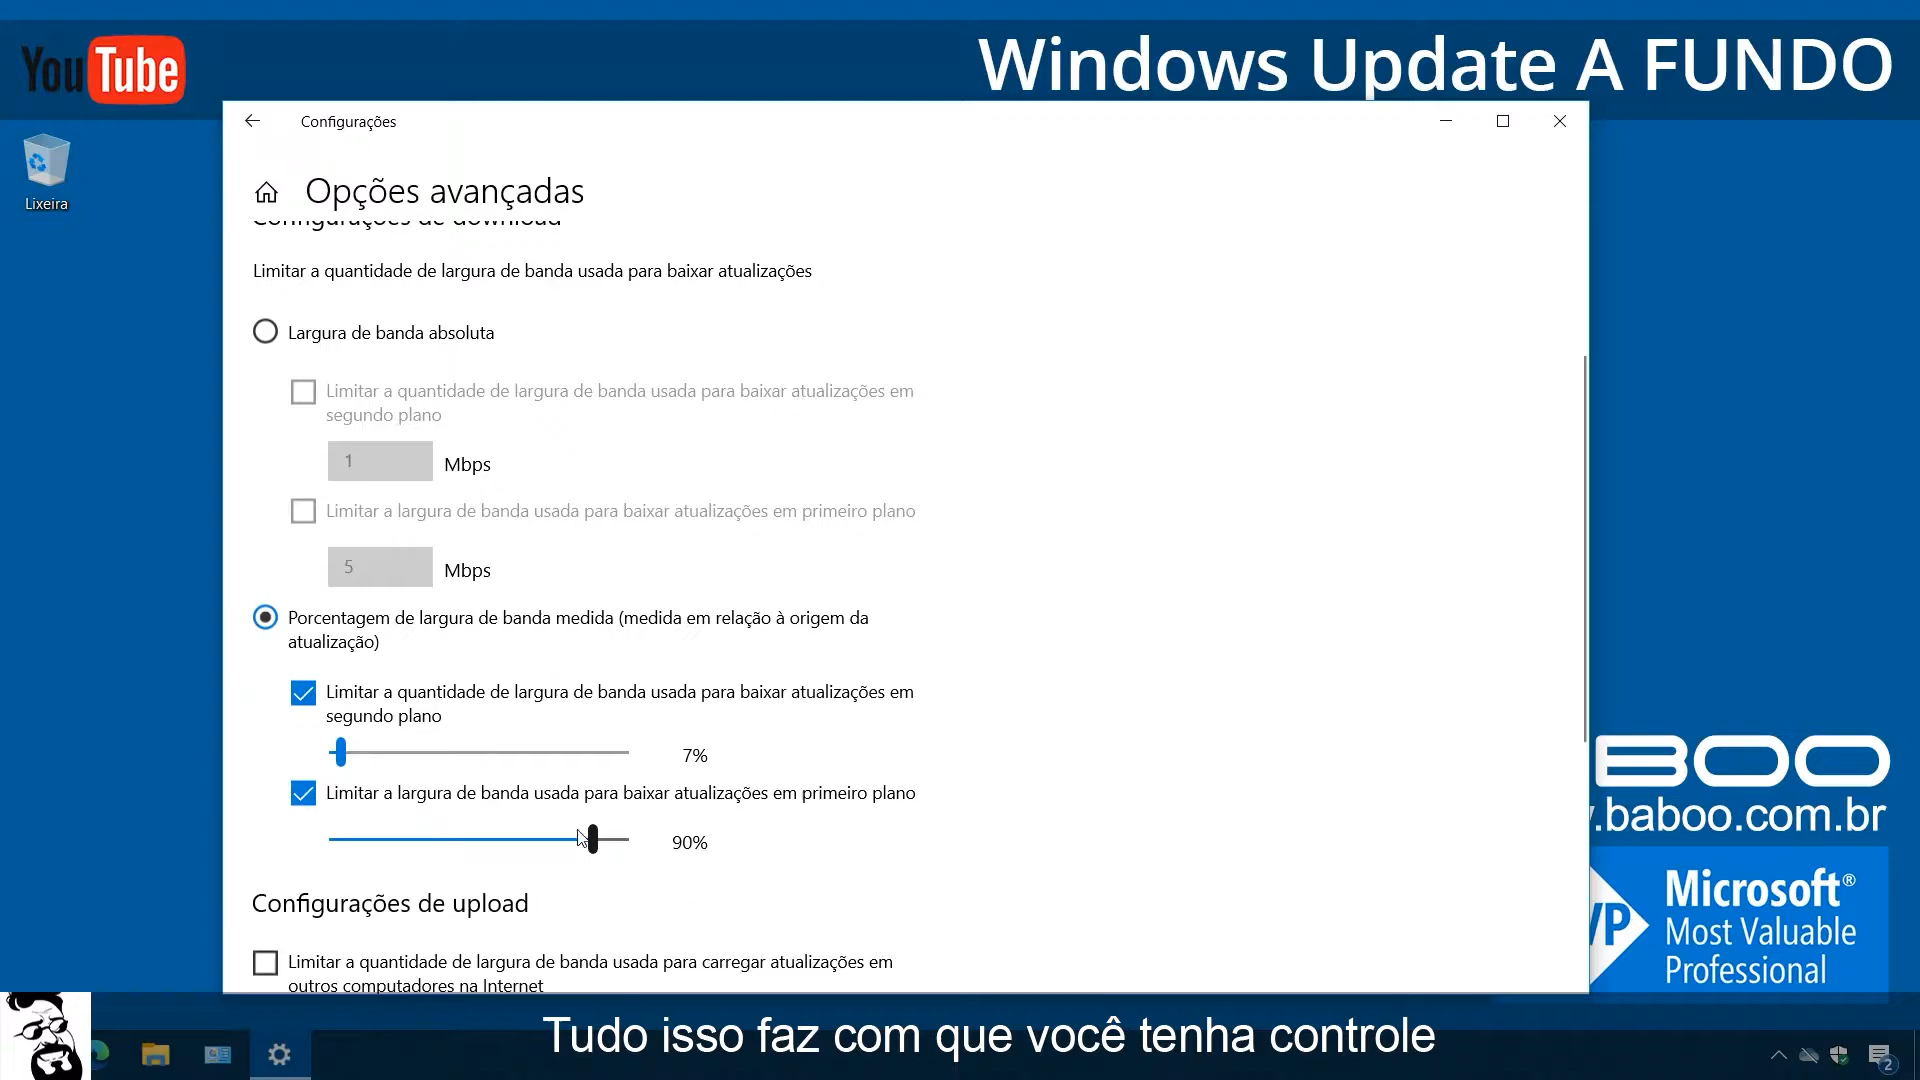 YouTube
Windows Update A FUNDO
Configurações
Lixeira
Opções avançadas
Configurações de download
Limitar a quantidade de largura de banda usada para baixar atualizações
Largura de banda absoluta
Limitar a quantidade de largura de banda usada para baixar atualizações em
segundo plano
1 Mbps
Limitar a largura de banda usada para baixar atualizações em primeiro plano
5 Mbps
Porcentagem de largura de banda medida (medida em relação à origem da
atualização)
Limitar a quantidade de largura de banda usada para baixar atualizações em
segundo plano
7%
Limitar a largura de banda usada para baixar atualizações em primeiro plano
90%
Configurações de upload
Limitar a quantidade de largura de banda usada para carregar atualizações em
outros computadores na Internet
BOO
.baboo.com.br
VP
Microsoft®
Most Valuable
Professional
Tudo isso faz com que você tenha controle
2